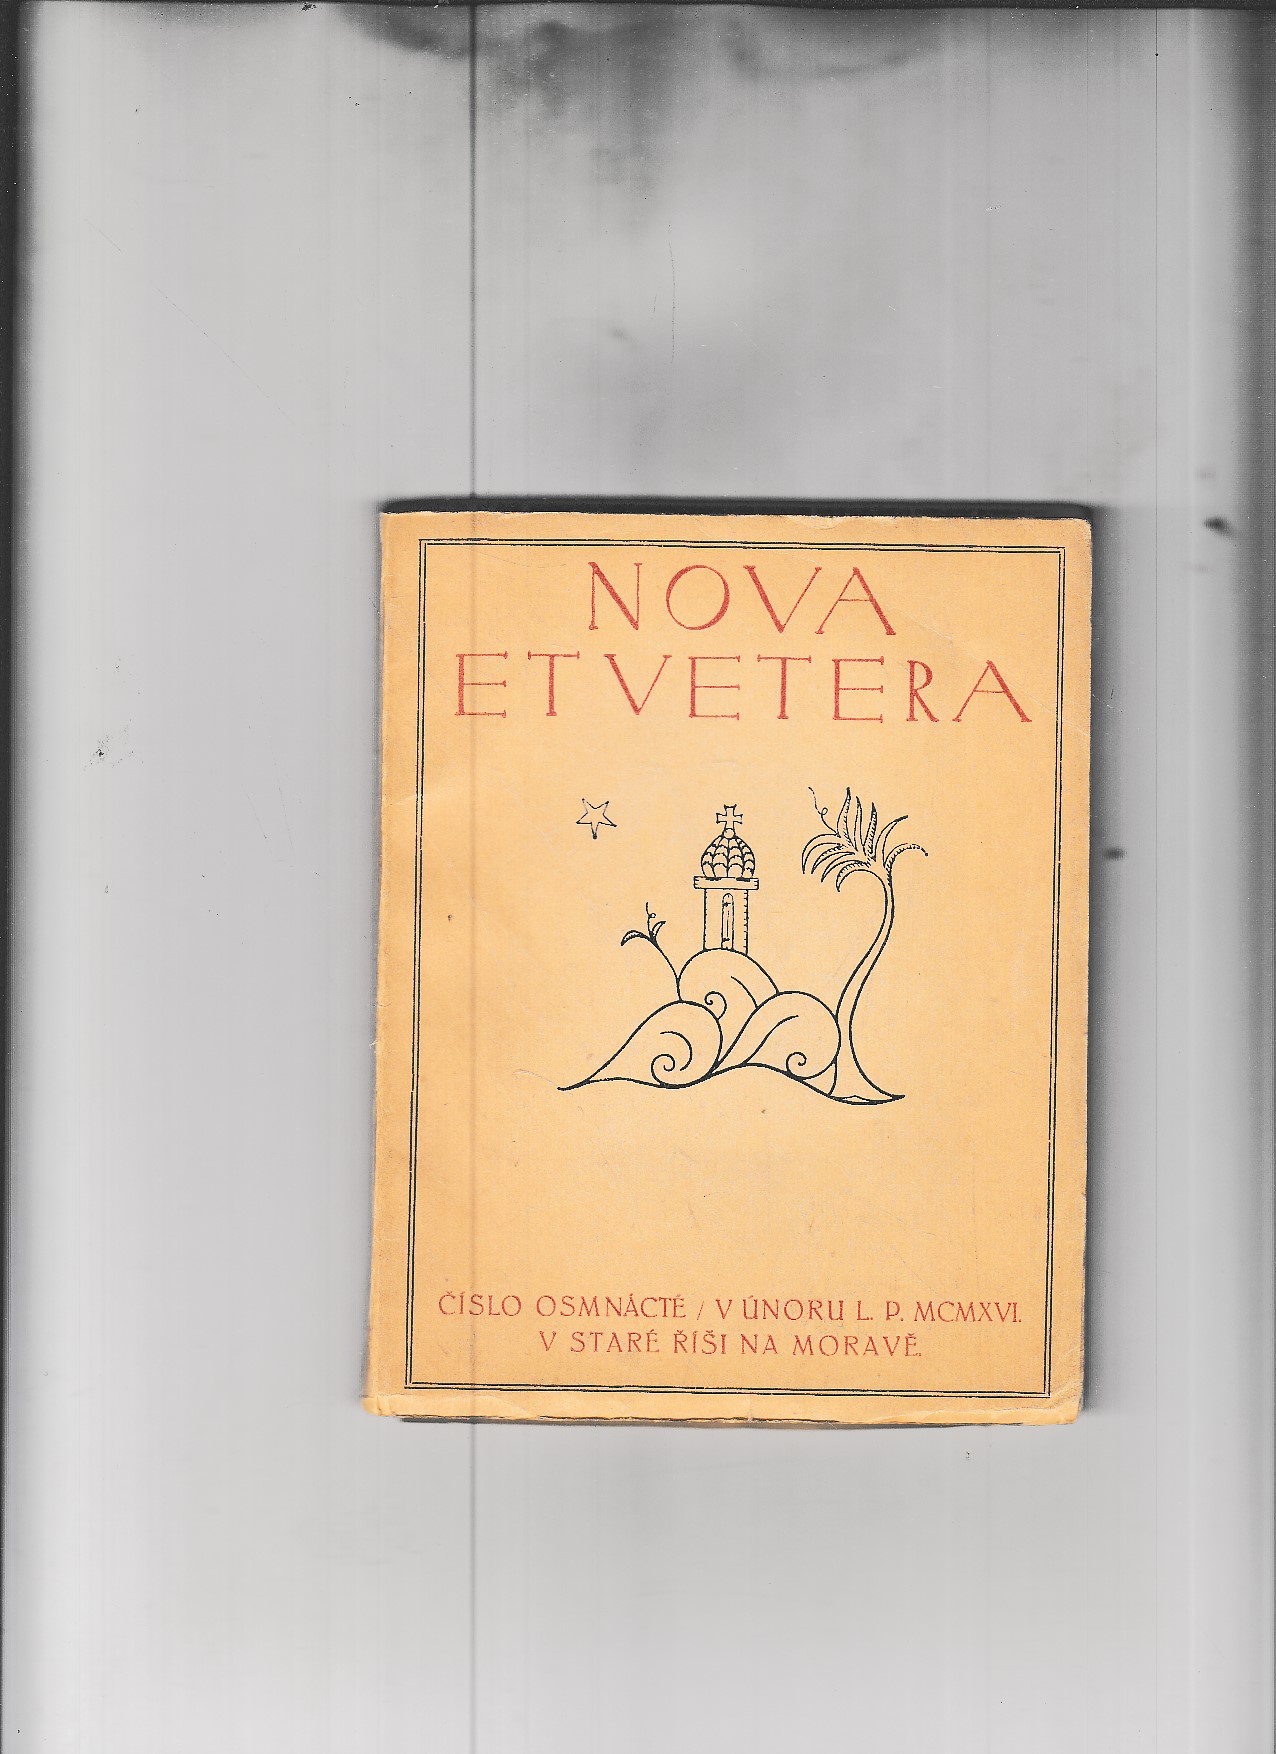 NOVA
ET VETERA
ČÍSLO OSMNÁCTÉ / V ÚNORU L. P. MCMXVI.
V STARÉ ŘÍŠI NA MORAVĚ.